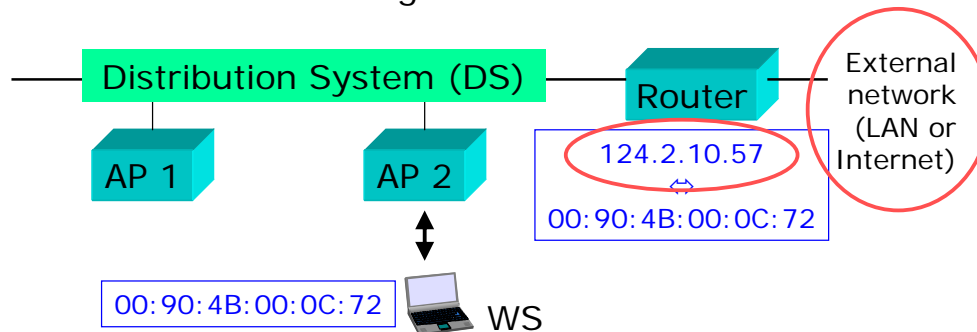 Distribution System (DS)
Router
External
network
(LAN or
Internet)
AP 1
AP 2
124.2.10.57
⇔
00:90:4B:00:0C:72
00:90:4B:00:0C:72
WS